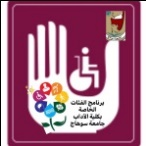 برنامج الفئات
الخاصة
بكلية الآداب
جامعة سوهاج